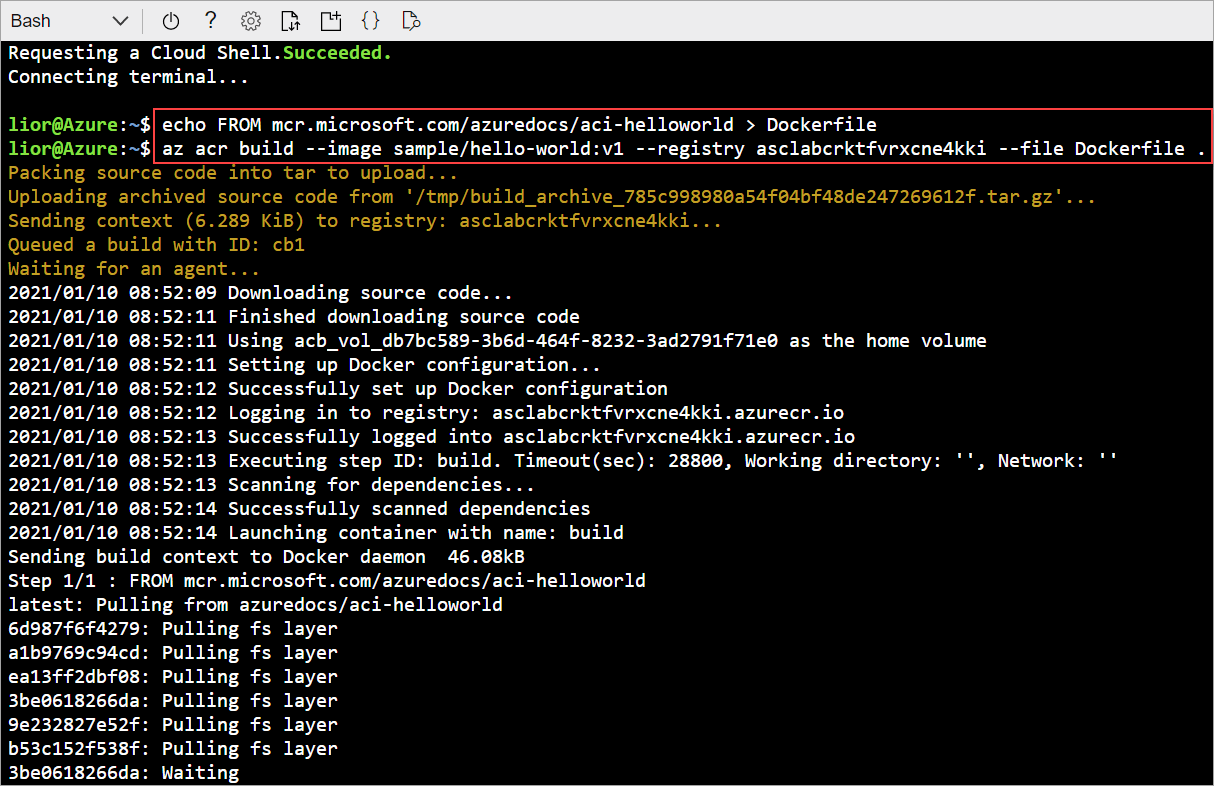 Bash
Requesting a Cloud Shell.Succeeded.
Connecting terminal...
lior@Azure:~$ echo FROM mcr.microsoft.com/azuredocs/aci-helloworld > Dockerfile
lior@Azure:~$ az acr build --image sample/hello-world:v1 --registry asclabcrktfvrxcne4kki --file Dockerfile .
Packing source code into tar to upload...
Uploading archived source code from '/tmp/build_archive_785c998980a54f04bf48de247269612f.tar.gz'...
Sending context (6.289 KiB) to registry: asclabcrktfvrxcne4kki...
Queued a build with ID: cb1
Waiting for an agent...
2021/01/10 08:52:09 Downloading source code...
2021/01/10 08:52:11 Finished downloading source code
2021/01/10 08:52:11 Using acb_vol_db7bc589-3b6d-464f-8232-3ad2791f71e0 as the home volume
2021/01/10 08:52:11 Setting up Docker configuration...
2021/01/10 08:52:12 Successfully set up Docker configuration
2021/01/10 08:52:12 Logging in to registry: asclabcrktfvrxcne4kki.azurecr.io
2021/01/10 08:52:13 Successfully logged into asclabcrktfvrxcne4kki.azurecr.io
2021/01/10 08:52:13 Executing step ID: build. Timeout(sec): 28800, Working directory: '', Network: ''
2021/01/10 08:52:13 Scanning for dependencies...
2021/01/10 08:52:14 Successfully scanned dependencies
2021/01/10 08:52:14 Launching container with name: build
Sending build context to Docker daemon  46.08kB
Step 1/1 : FROM mcr.microsoft.com/azuredocs/aci-helloworld
latest: Pulling from azuredocs/aci-helloworld
6d987f6f4279: Pulling fs layer
a1b9769c94cd: Pulling fs layer
ea13ff2dbf08: Pulling fs layer
3be0618266da: Pulling fs layer
9e232827e52f: Pulling fs layer
b53c152f538f: Pulling fs layer
3be0618266da: Waiting